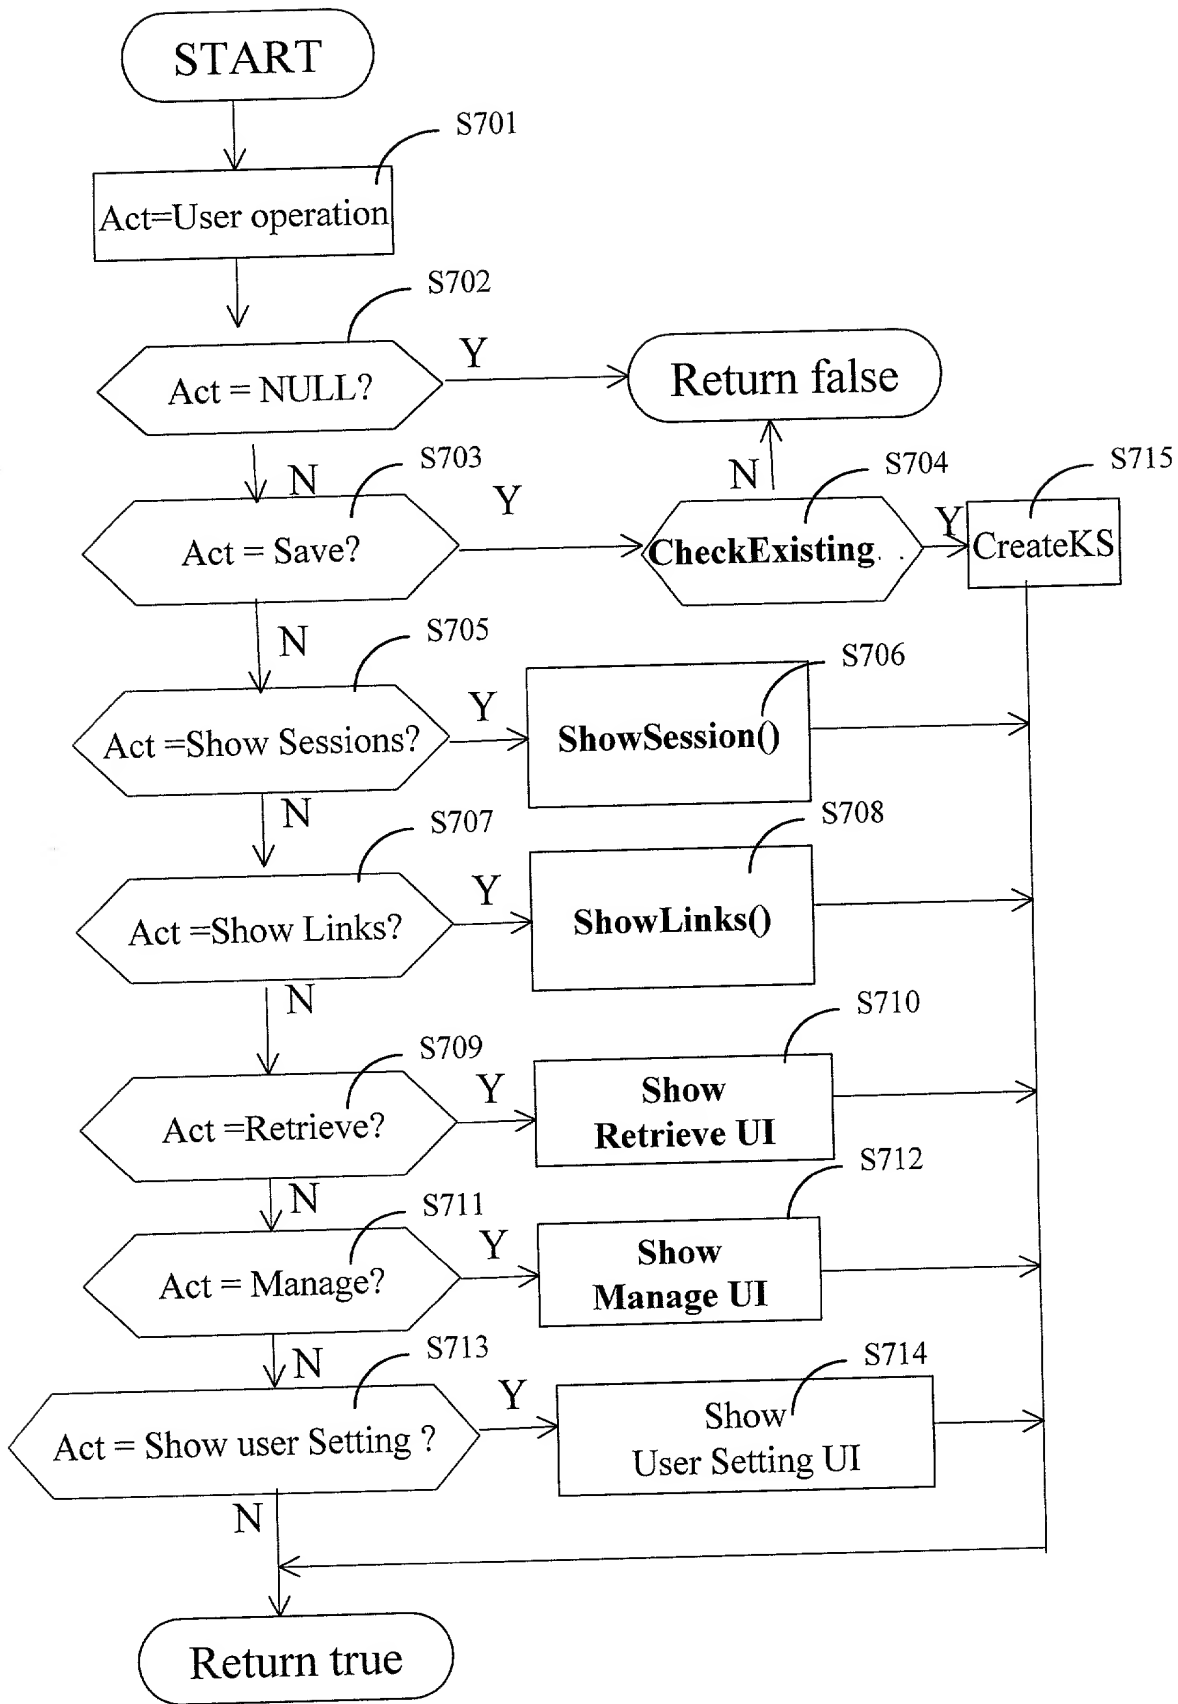 START
S701
Act=User operation
S702
Act = NULL?
Y
Return false
N
S703
Act = Save?
Y
N
S704
CheckExisting
Y
S715
CreateKS
N
S705
Act =Show Sessions?
Y
S706
ShowSession()
N
S707
Act =Show Links?
Y
S708
ShowLinks()
N
S709
Act =Retrieve?
Y
S710
Show
Retrieve UI
N
S711
Act = Manage?
Y
S712
Show
Manage UI
N
S713
Act = Show user Setting ?
Y
S714
Show
User Setting UI
N
Return true